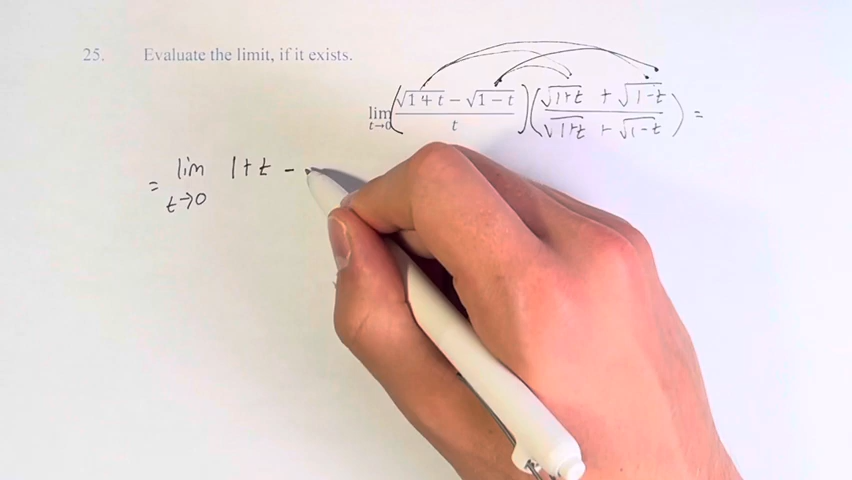 25. Evaluate the limit, if it exists.
lim t→0 (√1+t − √1−t / t)(√1+t + √1−t / √1+t + √1−t) =
= lim t→0 1+t −